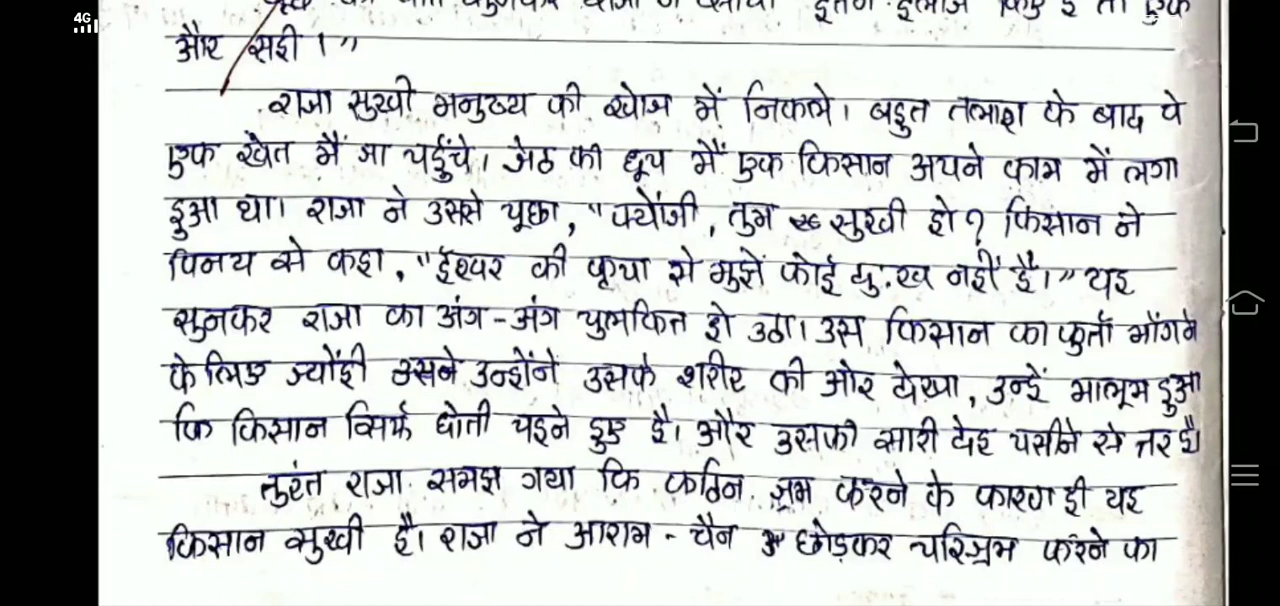 4G
और सही।”
राजा सुखी मनुष्य की खोज में निकले। बहुत तलाश के बाद वे
एक खेत में जा पहुँचे। जेठ की धूप में एक किसान अपने काम में लगा
हुआ था। राजा ने उससे पूछा, “क्योंजी, तुम सुखी हो? किसान ने
विनय से कहा, “ईश्वर की कृपा से मुझें कोई दु:ख नहीं है।” यह
सुनकर राजा का अंग-अंग पुलकित हो उठा। उस किसान का कुर्ता माँगने
के लिए ज्योंही उसने उन्होंने उसके शरीर की ओर देखा, उन्हें मालूम हुआ
कि किसान सिर्फ धोती पहने हुए है। और उसकी सारी देह पसीने से तर है।
तुरंत राजा समझ गया कि कठिन श्रम करने के कारण ही यह
किसान सुखी है। राजा ने आराम-चैन छोड़कर परिश्रम करने का